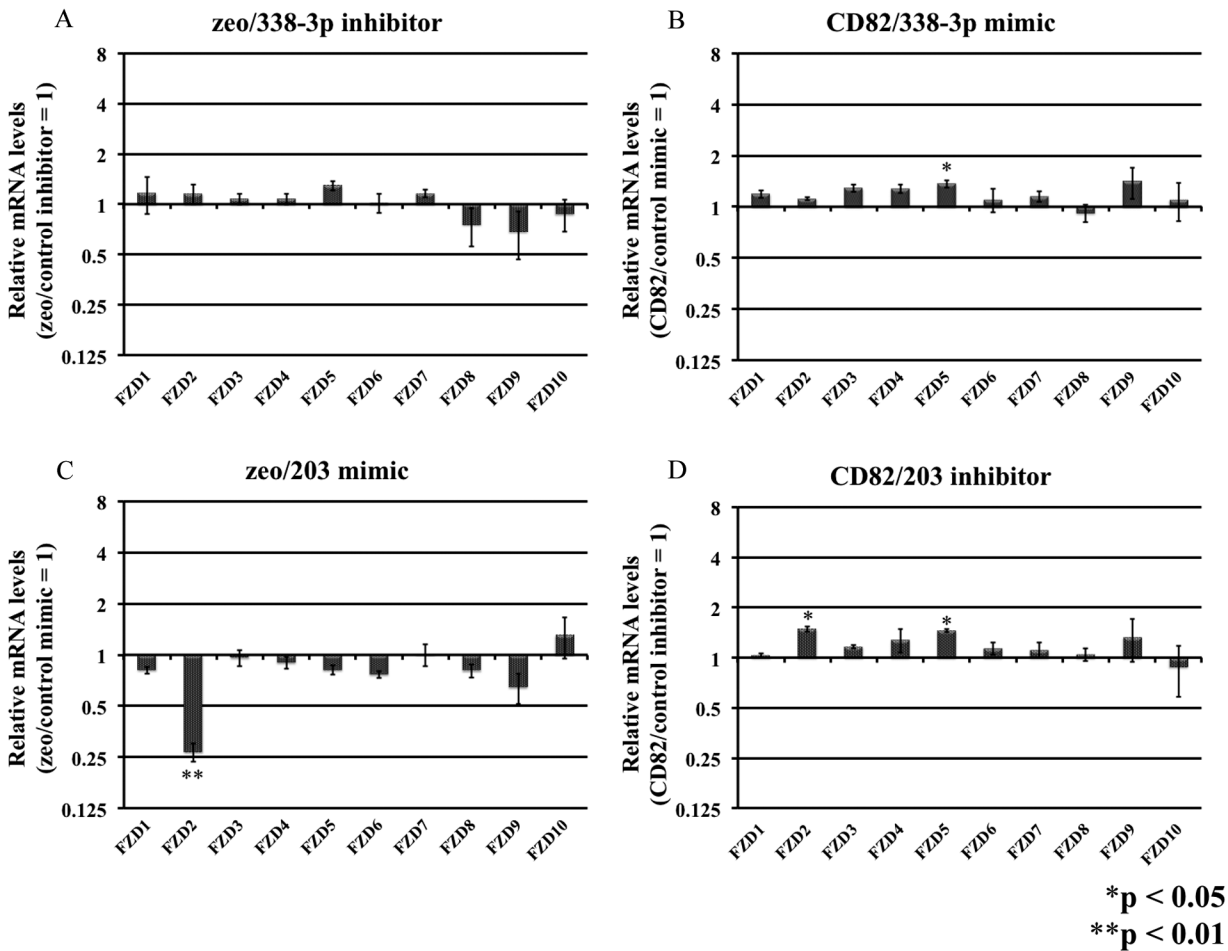 A
zeo/338-3p inhibitor
Relative mRNA levels
(zeo/control inhibitor = 1)
8
4
2
1
0.5
0.25
0.125
FZD1
FZD2
FZD3
FZD4
FZD5
FZD6
FZD7
FZD8
FZD9
FZD10
B
CD82/338-3p mimic
Relative mRNA levels
(CD82/control mimic = 1)
8
4
2
1
0.5
0.25
0.125
*
FZD1
FZD2
FZD3
FZD4
FZD5
FZD6
FZD7
FZD8
FZD9
FZD10
C
zeo/203 mimic
Relative mRNA levels
(zeo/control mimic = 1)
8
4
2
1
0.5
0.25
0.125
**
FZD1
FZD2
FZD3
FZD4
FZD5
FZD6
FZD7
FZD8
FZD9
FZD10
D
CD82/203 inhibitor
Relative mRNA levels
(CD82/control inhibitor = 1)
8
4
2
1
0.5
0.25
0.125
*
*
FZD1
FZD2
FZD3
FZD4
FZD5
FZD6
FZD7
FZD8
FZD9
FZD10
*p < 0.05
**p < 0.01